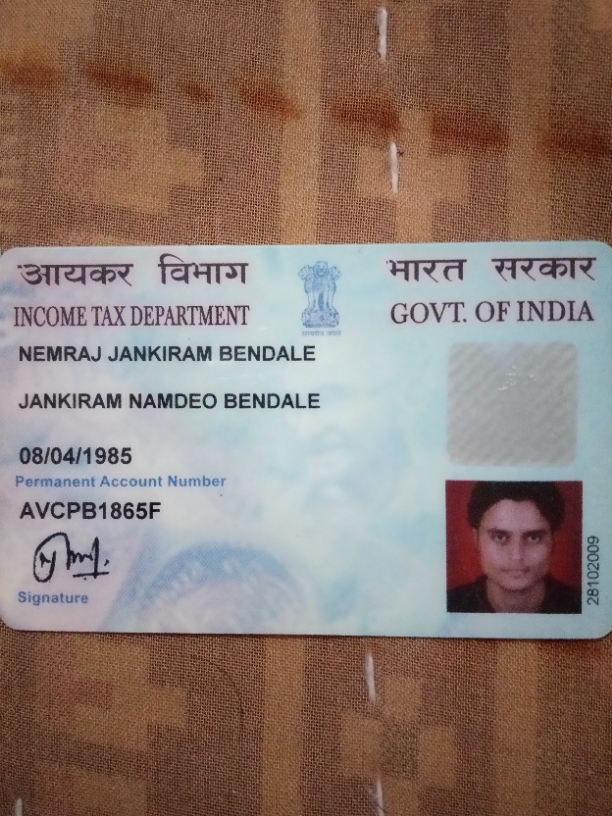 आयकर विभाग
भारत सरकार
INCOME TAX DEPARTMENT
GOVT. OF INDIA
NEMRAJ JANKIRAM BENDALE
JANKIRAM NAMDEO BENDALE
08/04/1985
Permanent Account Number
AVCPB1865F
Signature
28102009